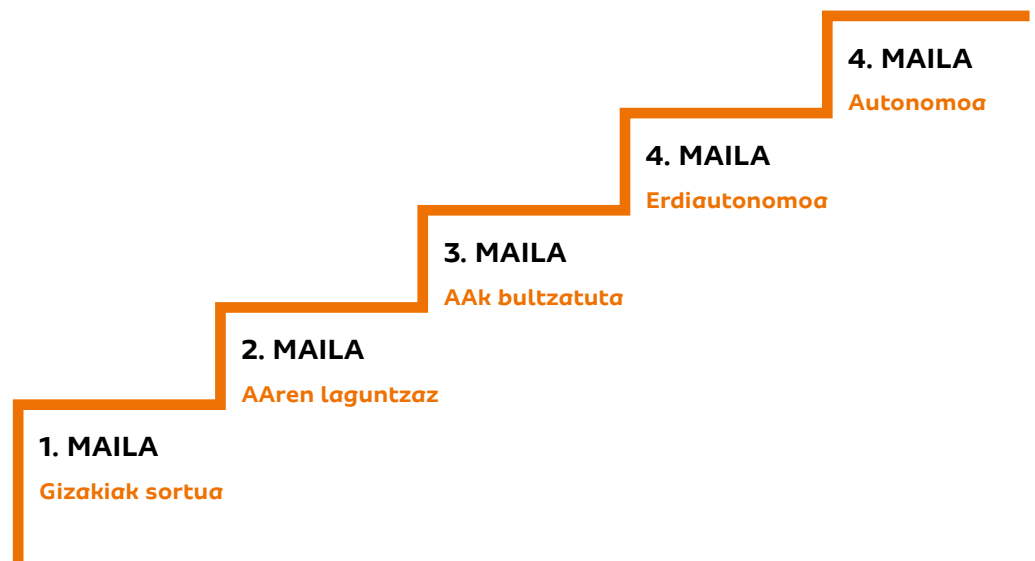 4. MAILA
Autonomoa
4. MAILA
Erdiautonomoa
3. MAILA
AAk bultzatuta
2. MAILA
AAren laguntzaz
1. MAILA
Gizakiak sortua